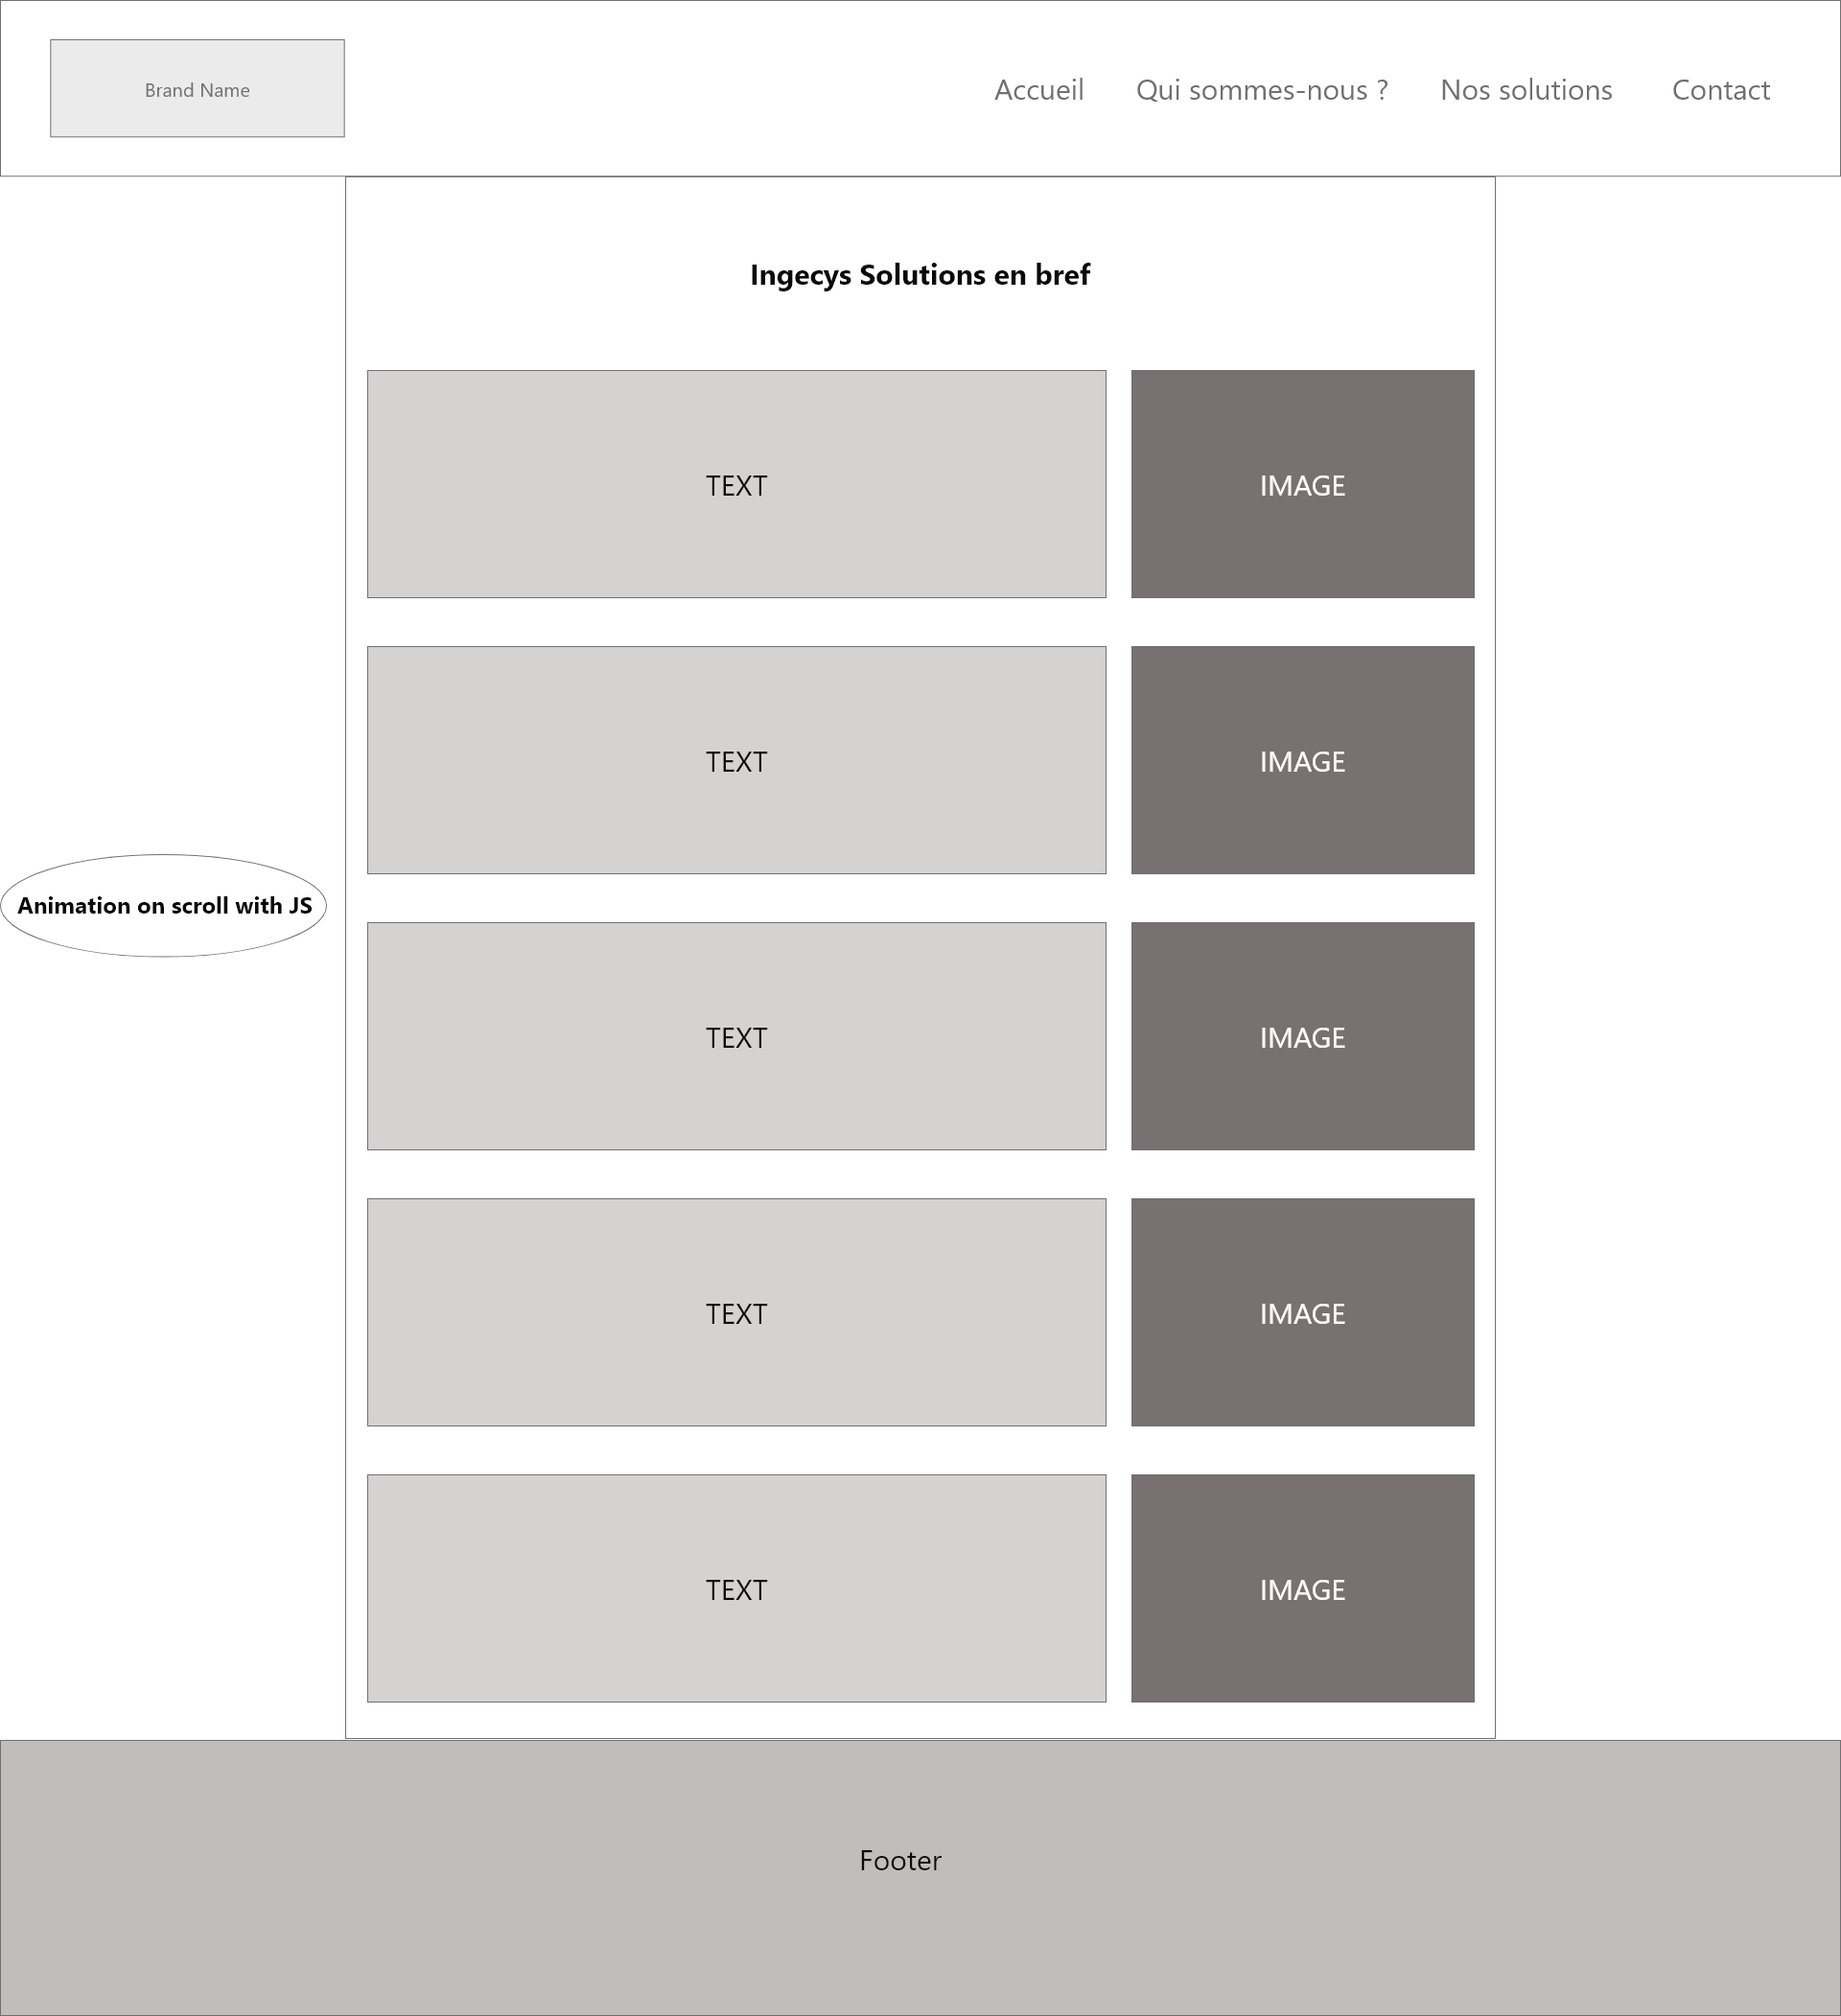 Brand Name
Accueil
Qui sommes-nous ?
Nos solutions
Contact
Ingecys Solutions en bref
TEXT
IMAGE
TEXT
IMAGE
Animation on scroll with JS
TEXT
IMAGE
TEXT
IMAGE
TEXT
IMAGE
Footer